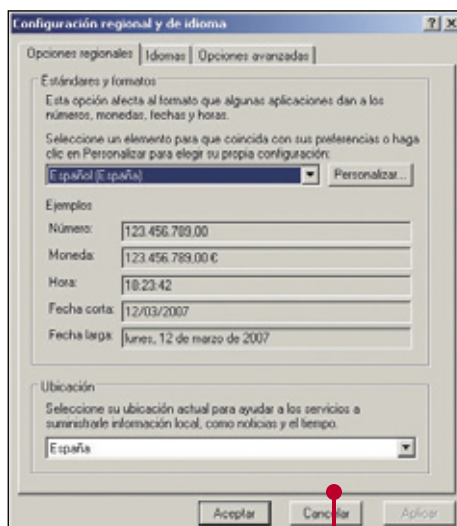 Configuración regional y de idioma
Opciones regionales Idiomas Opciones avanzadas
Estándares y formatos
Esta opción afecta al formato que algunas aplicaciones dan a los
números, monedas, fechas y horas.
Seleccione un elemento para que coincida con sus preferencias o haga
clic en Personalizar para elegir su propia configuración:
Español (España) Personalizar...
Ejemplos
Número: 123.456.789,00
Moneda: 123.456.789,00 €
Hora: 18:23:42
Fecha corta: 12/03/2007
Fecha larga: lunes, 12 de marzo de 2007
Ubicación
Seleccione su ubicación actual para ayudar a los servicios a
suministrarle información local, como noticias y el tiempo.
España
Aceptar Cancelar Aplicar